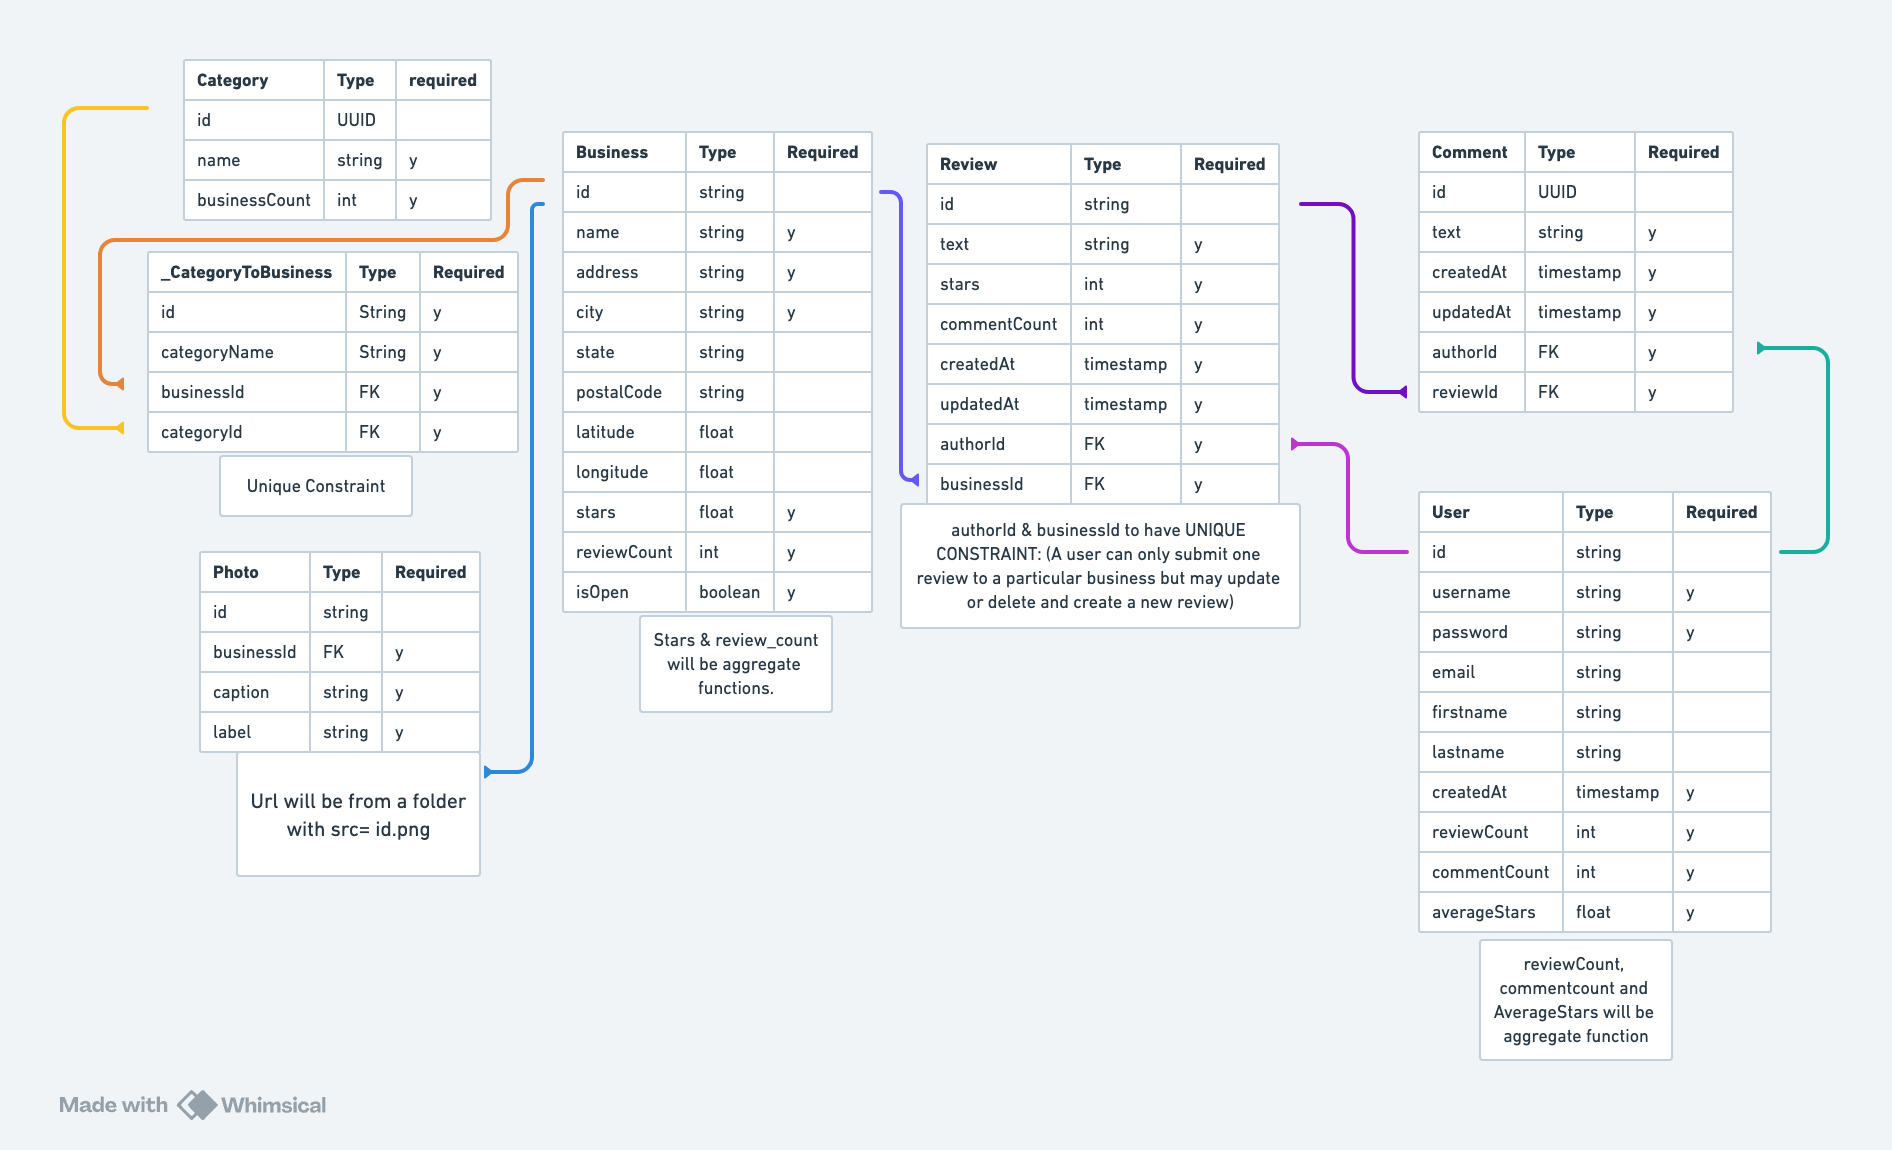 Category Type required
id UUID
name string y
businessCount int y
_CategoryToBusiness Type Required
id String y
categoryName String y
businessId FK y
categoryId FK y
Unique Constraint
Photo Type Required
id string
businessId FK y
caption string y
label string y
Url will be from a folder
with src= id.png
Business Type Required
id string
name string y
address string y
city string y
state string
postalCode string
latitude float
longitude float
stars float y
reviewCount int y
isOpen boolean y
Stars & review_count
will be aggregate
functions.
Review Type Required
id string
text string y
stars int y
commentCount int y
createdAt timestamp y
updatedAt timestamp y
authorId FK y
businessId FK y
authorId & businessId to have UNIQUE
CONSTRAINT: (A user can only submit one
review to a particular business but may update
or delete and create a new review)
Comment Type Required
id UUID
text string y
createdAt timestamp y
updatedAt timestamp y
authorId FK y
reviewId FK y
User Type Required
id string
username string y
password string y
email string
firstname string
lastname string
createdAt timestamp y
reviewCount int y
commentCount int y
averageStars float y
reviewCount,
commentcount and
AverageStars will be
aggregate function
Made with Whimsical